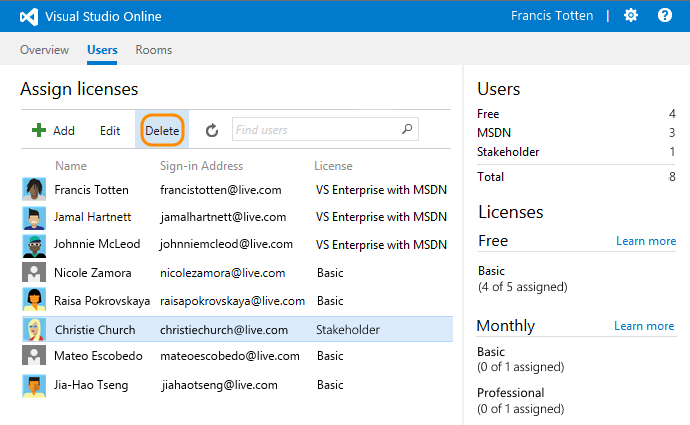 Visual Studio Online
Francis Totten | ?
Overview Users Rooms
Assign licenses
Add Edit Delete Find users
Name Sign-in Address License
Francis Totten francistotten@live.com VS Enterprise with MSDN
Jamal Hartnett jamalhartnett@live.com VS Enterprise with MSDN
Johnnie McLeod johnniemcleod@live.com VS Enterprise with MSDN
Nicole Zamora nicolezamora@live.com Basic
Raisa Pokrovskaya raisapokrovskaya@live.com Basic
Christie Church christiechurch@live.com Stakeholder
Mateo Escobedo mateoescobedo@live.com Basic
Jia-Hao Tseng jiahaotseng@live.com Basic
Users
Free 4
MSDN 3
Stakeholder 1
Total 8
Licenses
Free Learn more
Basic
(4 of 5 assigned)
Monthly Learn more
Basic
(0 of 1 assigned)
Professional
(0 of 1 assigned)